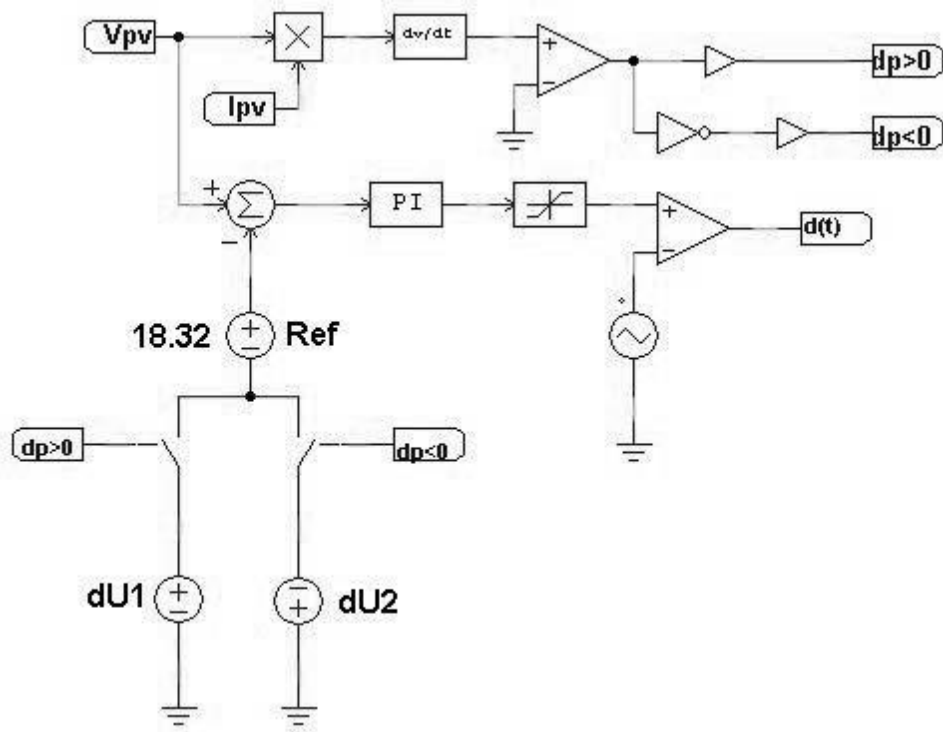 Vpv
dv/dt
Ipv
dp>0
dp<0
PI
d(t)
18.32
Ref
dp>0
dp<0
dU1
dU2